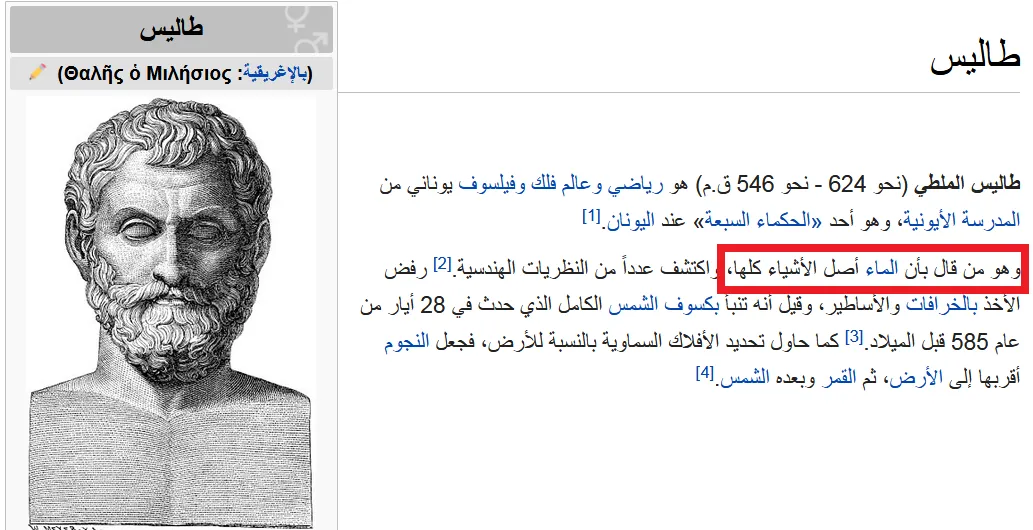 طاليس
طاليس
(بالإغريقية: Θαλῆς ὁ Μιλήσιος)
طاليس الملطي (نحو 624 - نحو 546 ق.م) هو رياضي وعالم فلك وفيلسوف يوناني من
المدرسة الأيونية، وهو أحد «الحكماء السبعة» عند اليونان.[1]
وهو من قال بأن الماء أصل الأشياء كلها، واكتشف عدداً من النظريات الهندسية.[2] رفض
الأخذ بالخرافات والأساطير، وقيل أنه تنبأ بكسوف الشمس الكامل الذي حدث في 28 أيار من
عام 585 قبل الميلاد.[3] كما حاول تحديد الأفلاك السماوية بالنسبة للأرض، فجعل النجوم
أقربها إلى الأرض، ثم القمر وبعده الشمس.[4]